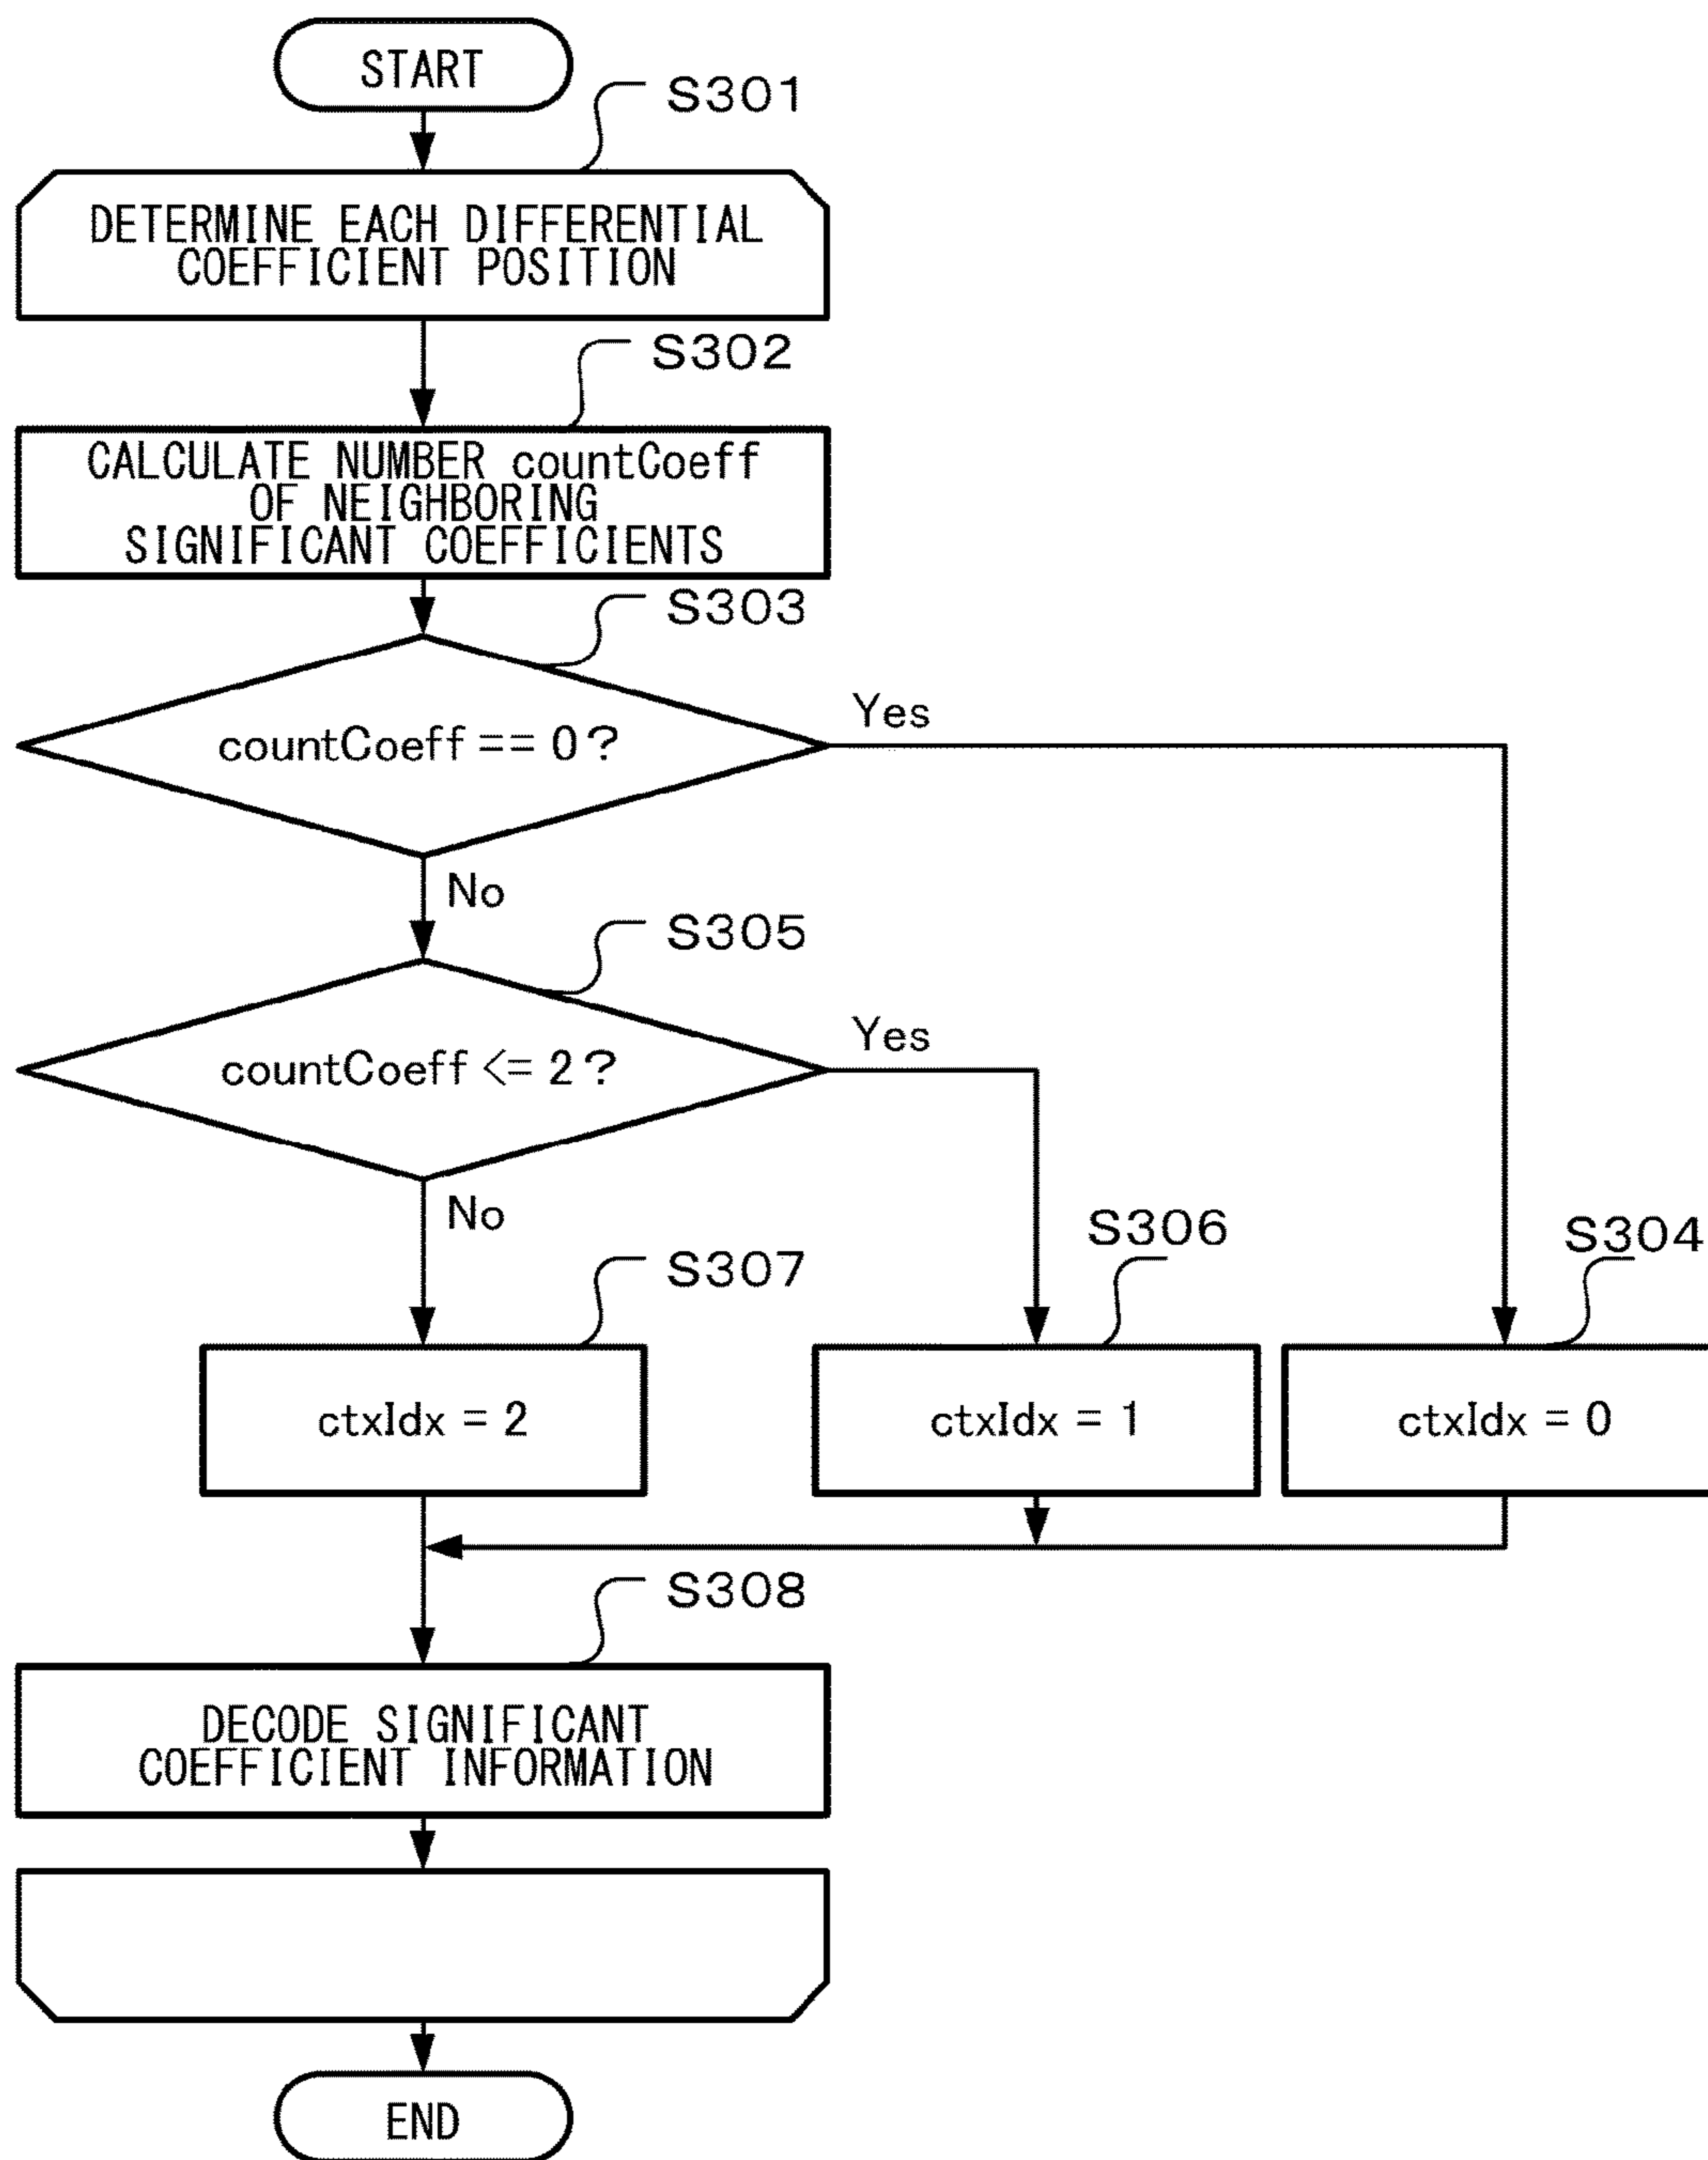 START
S301
DETERMINE EACH DIFFERENTIAL
COEFFICIENT POSITION
S302
CALCULATE NUMBER countCoeff
OF NEIGHBORING
SIGNIFICANT COEFFICIENTS
S303
countCoeff == 0?
Yes
No
S305
countCoeff <= 2?
Yes
No
S307
S306
S304
ctxIdx = 2
ctxIdx = 1
ctxIdx = 0
S308
DECODE SIGNIFICANT
COEFFICIENT INFORMATION
END